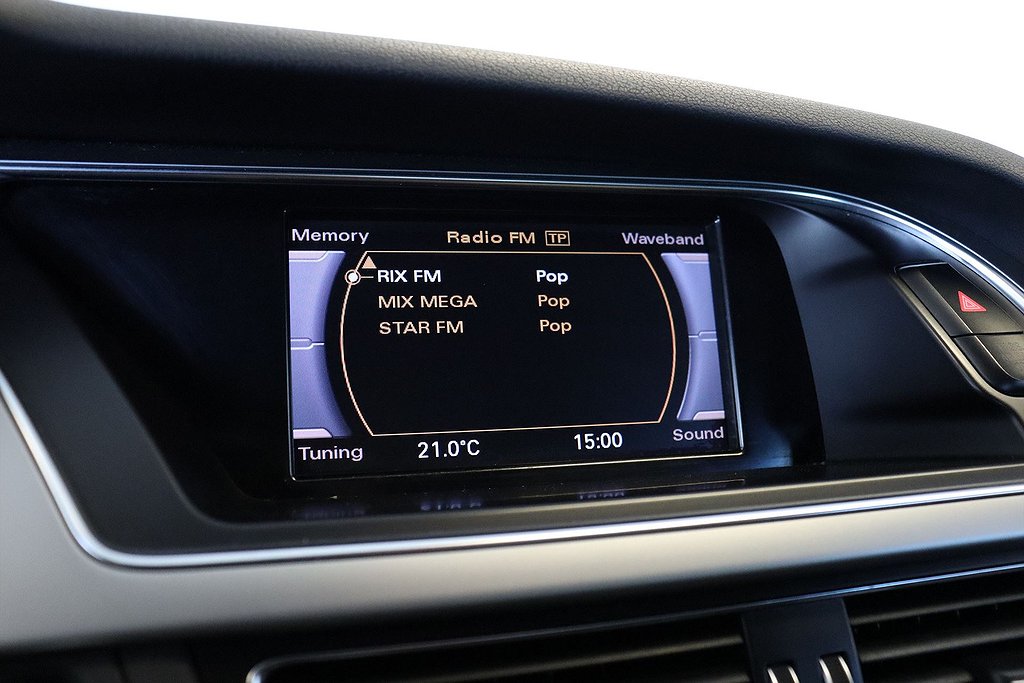 Memory Radio FM TP Waveband
RIX FM Pop
MIX MEGA Pop
STAR FM Pop
Tuning 21.0°C 15:00 Sound